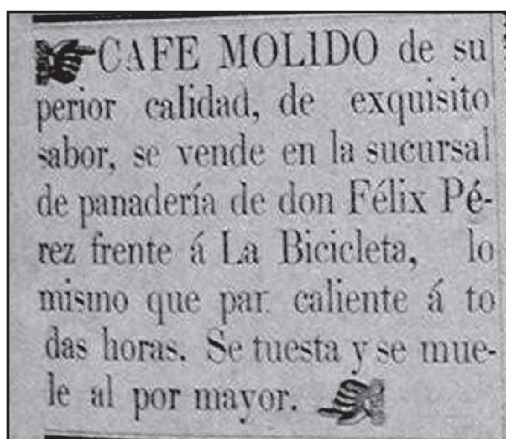 CAFE MOLIDO de su
perior calidad, de exquisito
sabor, se vende en la sucursal
de panadería de don Félix Pé-
rez frente á La Bicicleta, lo
mismo que par. caliente á to
das horas. Se tuesta y se mue-
le al por mayor.